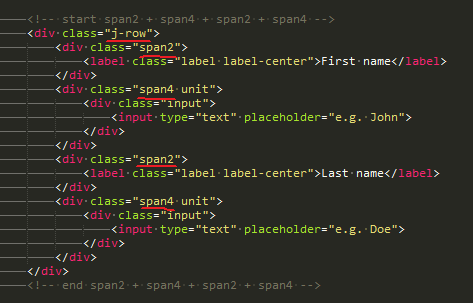 <!-- start span2 + span4 + span2 + span4 -->
<div class="j-row">
<div class="span2">
<label class="label label-center">First name</label>
</div>
<div class="span4 unit">
<div class="input">
<input type="text" placeholder="e.g. John">
</div>
</div>
<div class="span2">
<label class="label label-center">Last name</label>
</div>
<div class="span4 unit">
<div class="input">
<input type="text" placeholder="e.g. Doe">
</div>
</div>
</div>
<!-- end span2 + span4 + span2 + span4 -->